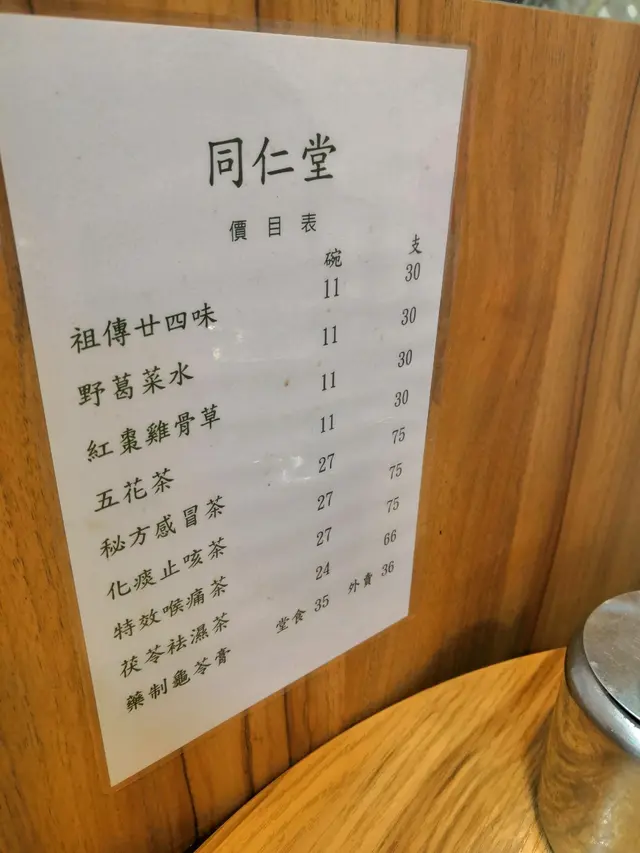 同仁堂
價目表
碗 支
祖傳廿四味 11 30
野葛菜水 11 30
紅棗雞骨草 11 30
五花茶 11 30
秘方感冒茶 27 75
化痰止咳茶 27 75
特效喉痛茶 27 75
茯苓祛濕茶 24 66
藥制龜苓膏 堂食 35 外賣 36